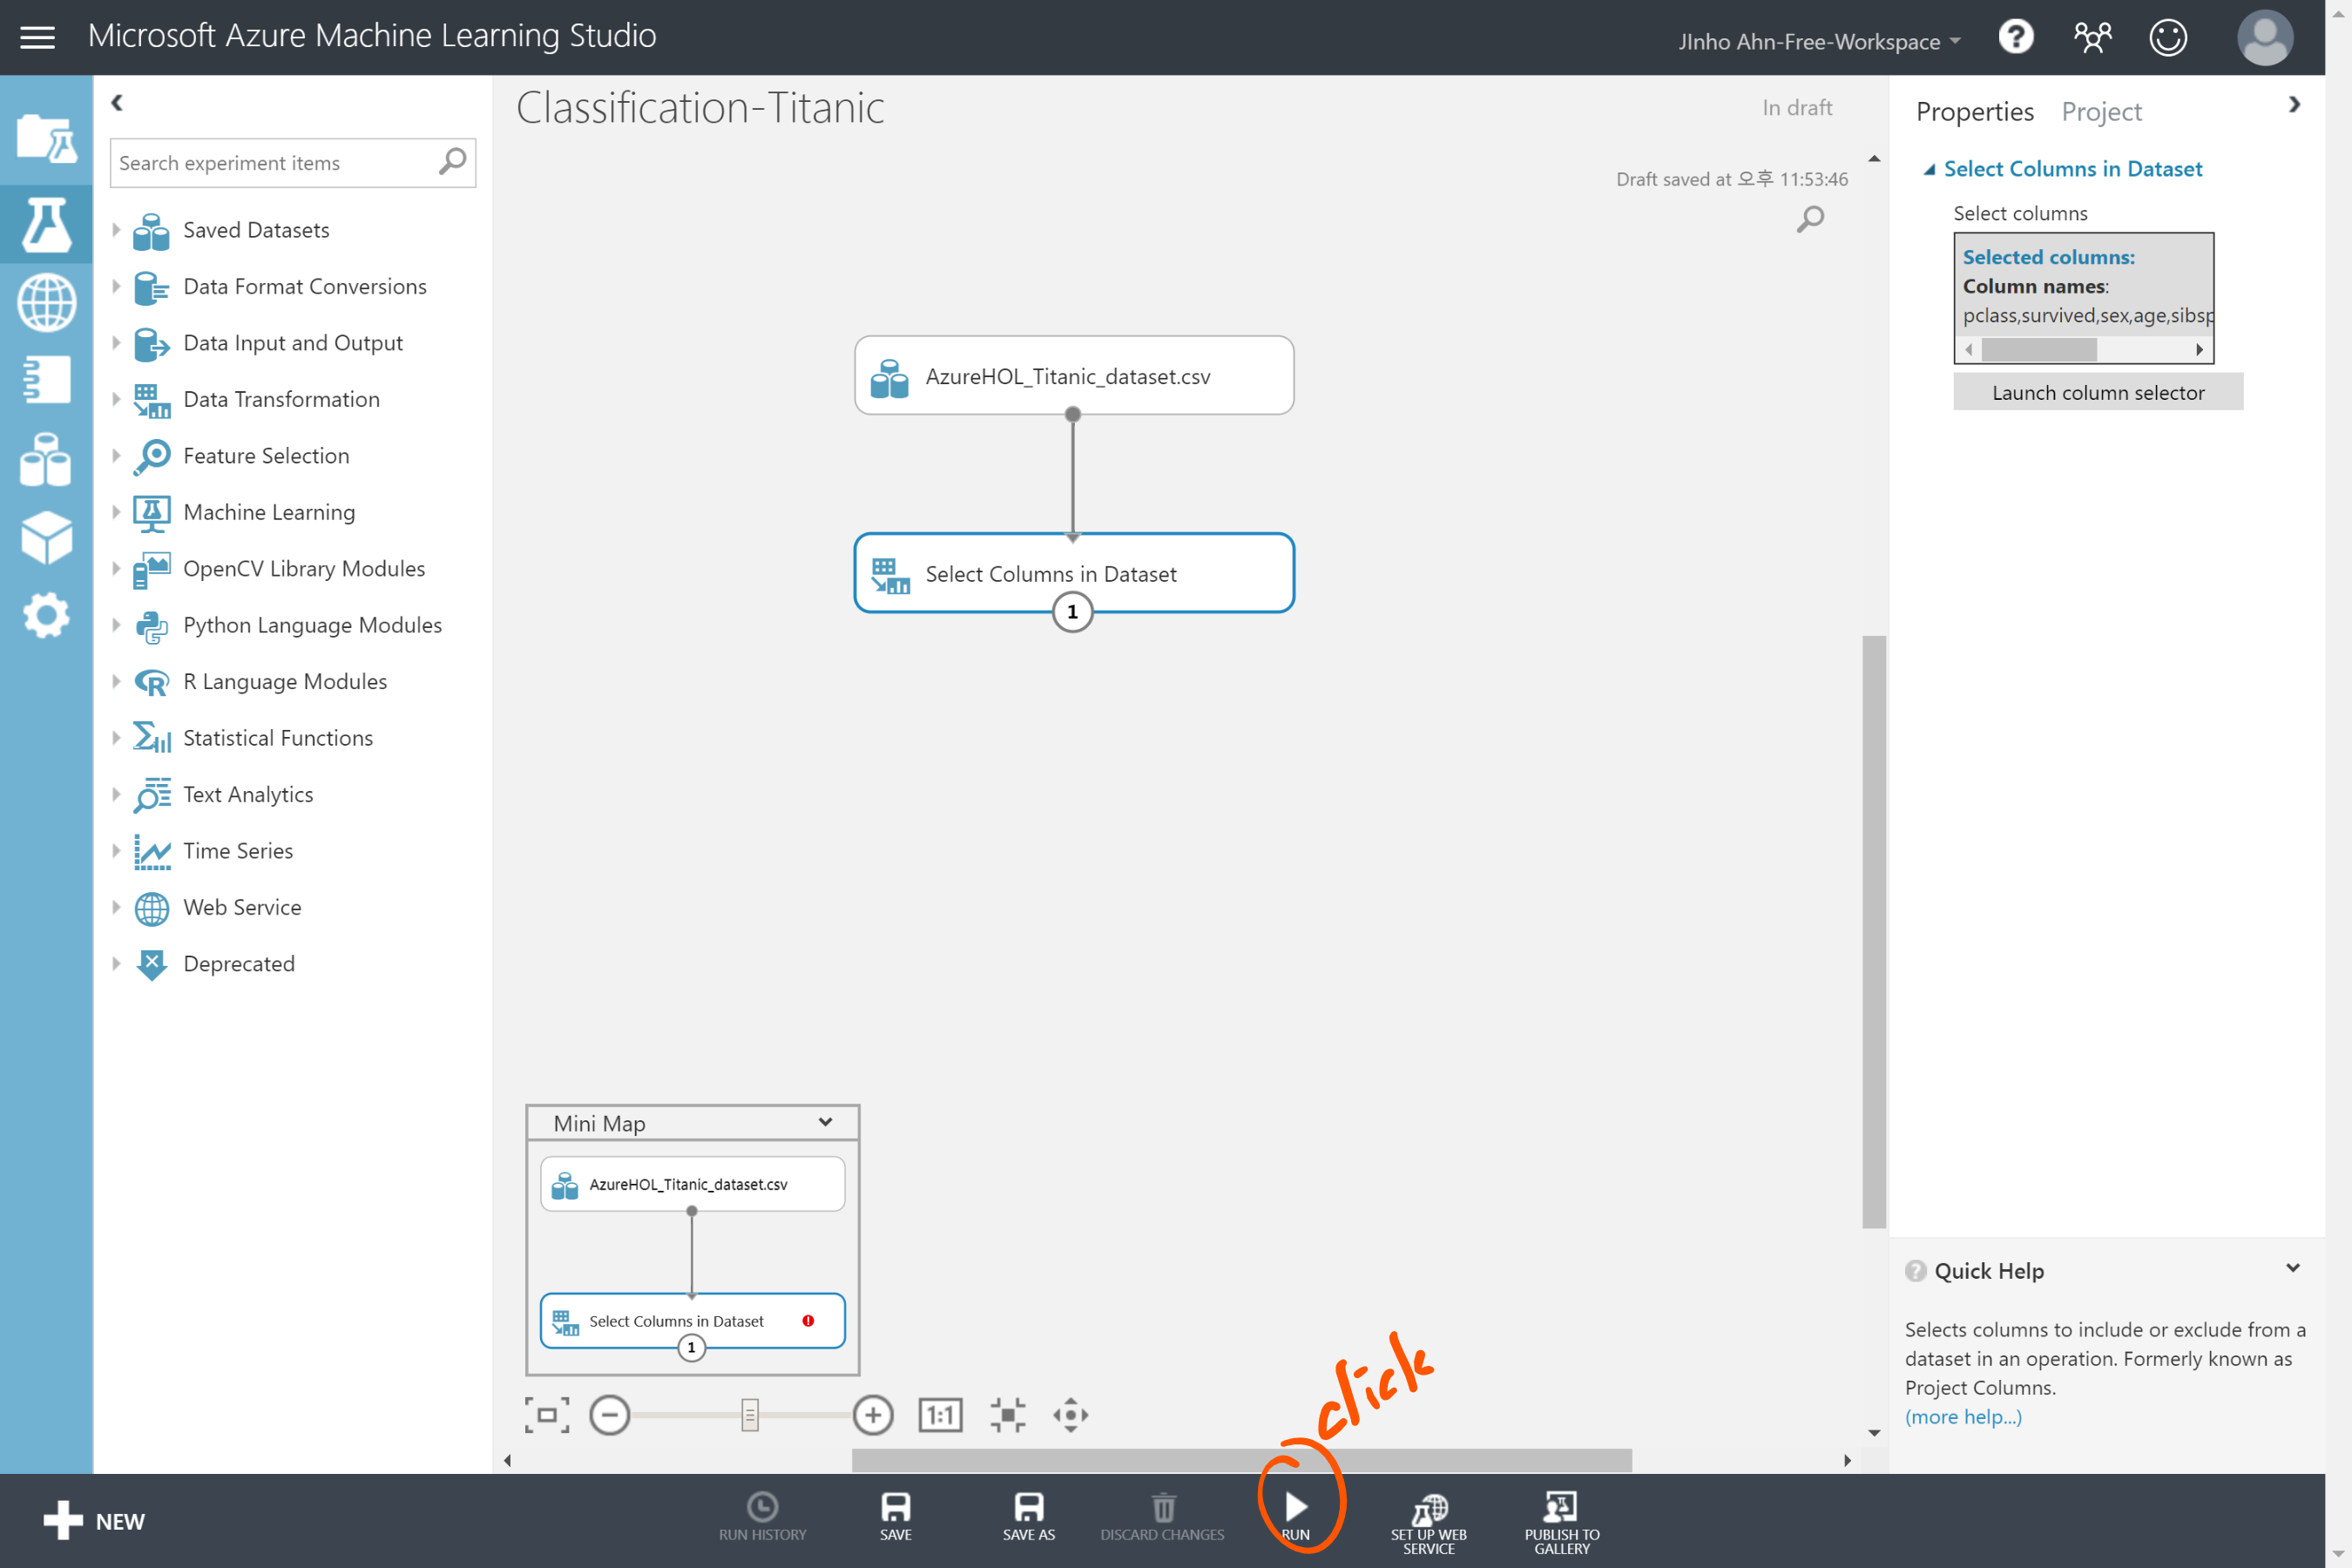 Microsoft Azure Machine Learning Studio
JInho Ahn-Free-Workspace
?
Search experiment items
Saved Datasets
Data Format Conversions
Data Input and Output
Data Transformation
Feature Selection
Machine Learning
OpenCV Library Modules
Python Language Modules
R Language Modules
Statistical Functions
Text Analytics
Time Series
Web Service
Deprecated
Classification-Titanic
In draft
Draft saved at 오후 11:53:46
AzureHOL_Titanic_dataset.csv
Select Columns in Dataset
1
Mini Map
AzureHOL_Titanic_dataset.csv
Select Columns in Dataset
1
1:1
click
Properties Project
Select Columns in Dataset
Select columns
Selected columns:
Column names:
pclass,survived,sex,age,sibsp
Launch column selector
Quick Help
Selects columns to include or exclude from a
dataset in an operation. Formerly known as
Project Columns.
(more help...)
NEW
RUN HISTORY
SAVE
SAVE AS
DISCARD CHANGES
RUN
SET UP WEB
SERVICE
PUBLISH TO
GALLERY